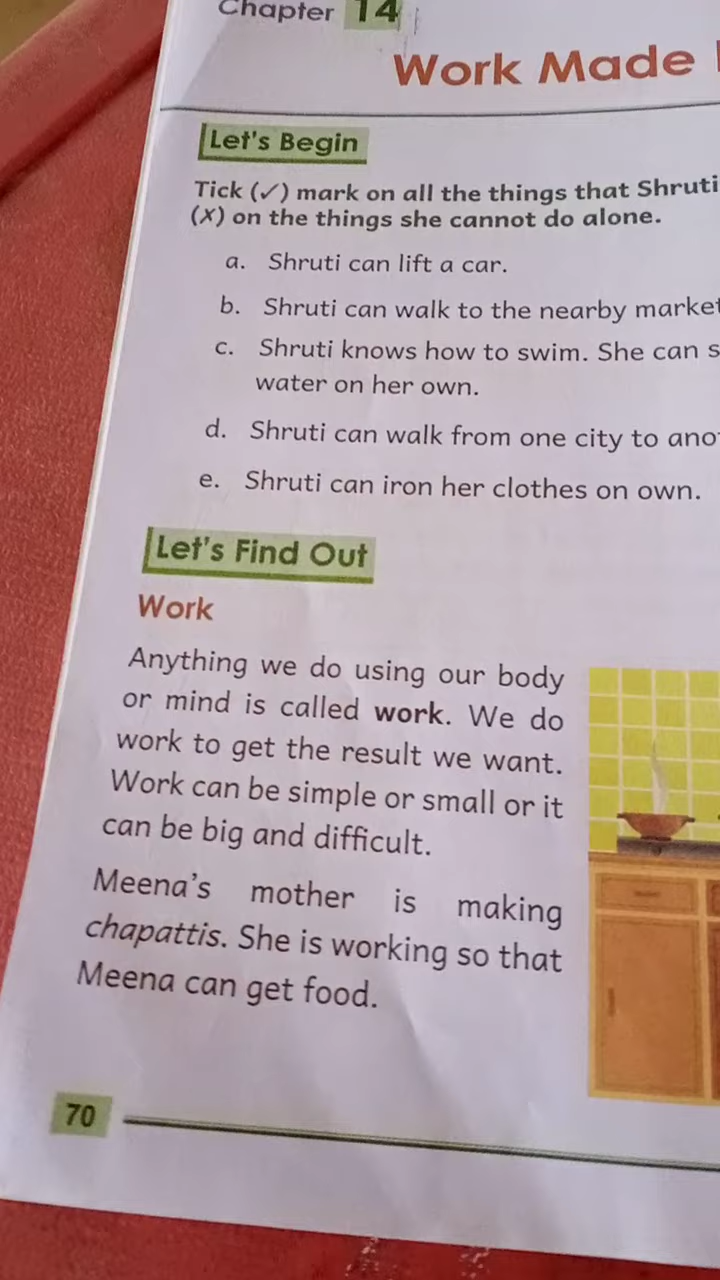 Chapter 14
Work Made
Let's Begin
Tick (✓) mark on all the things that Shruti
(✗) on the things she cannot do alone.
a. Shruti can lift a car.
b. Shruti can walk to the nearby market
c. Shruti knows how to swim. She can
water on her own.
d. Shruti can walk from one city to
e. Shruti can iron her clothes on own.
Let's Find Out
Work
Anything we do using our body
or mind is called work. We do
work to get the result we want.
Work can be simple or small or it
can be big and difficult.
Meena's mother is making
chapattis. She is working so that
Meena can get food.
70